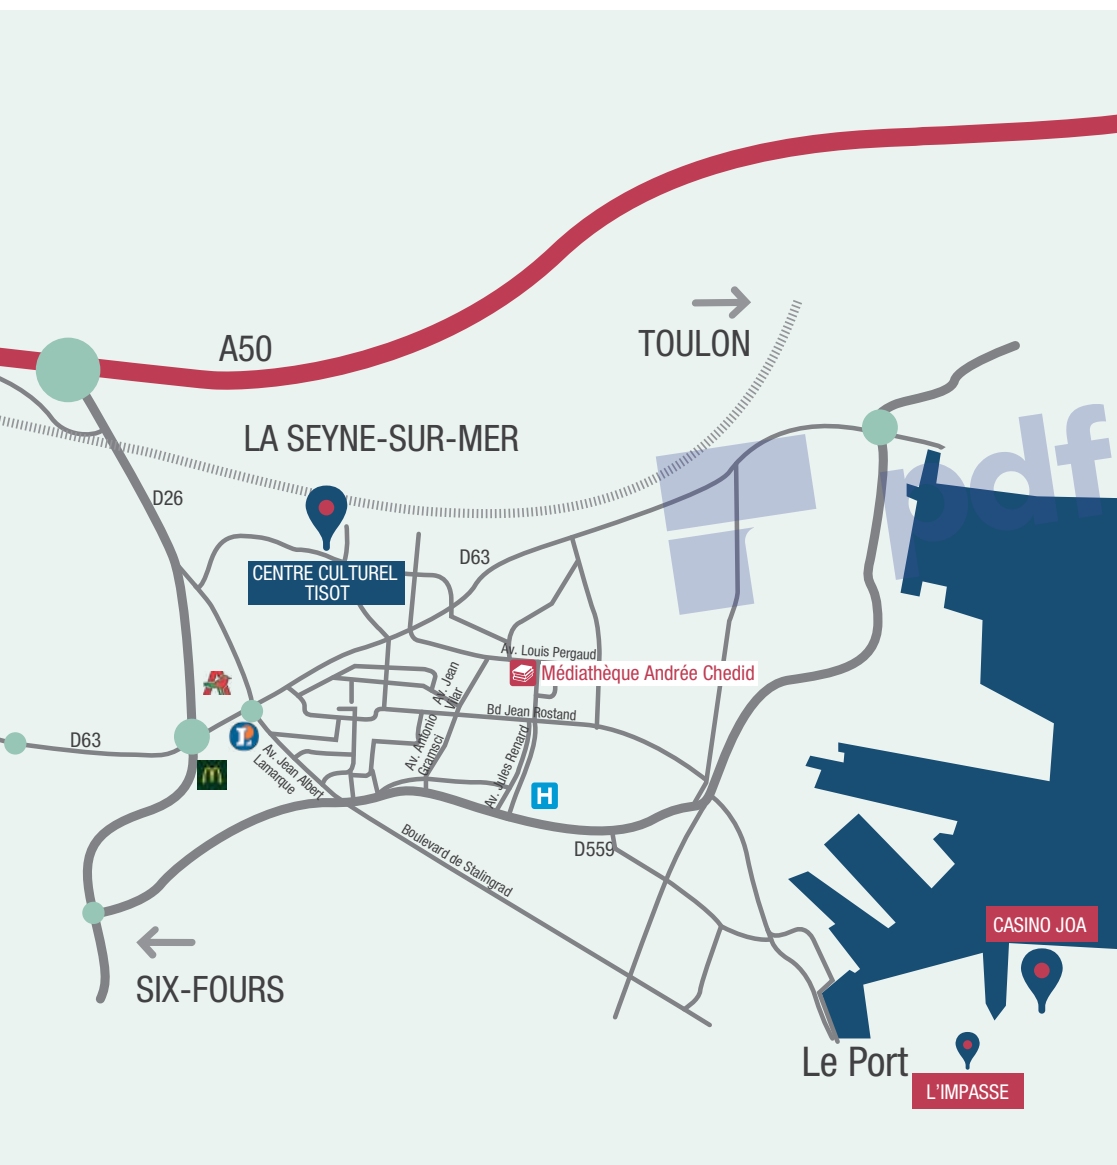 A50
TOULON
LA SEYNE-SUR-MER
pdf
D26
D63
CENTRE CULTUREL
TISOT
Av. Louis Pergaud
Médiathèque Andrée Chedid
Av. Jean
Vilar
Bd Jean Rostand
Av. Antonio
Gramsci
Av. Jules Renard
D63
Av. Jean Albert
Lamarque
H
Boulevard de Stalingrad
D559
CASINO JOA
SIX-FOURS
Le Port
L'IMPASSE